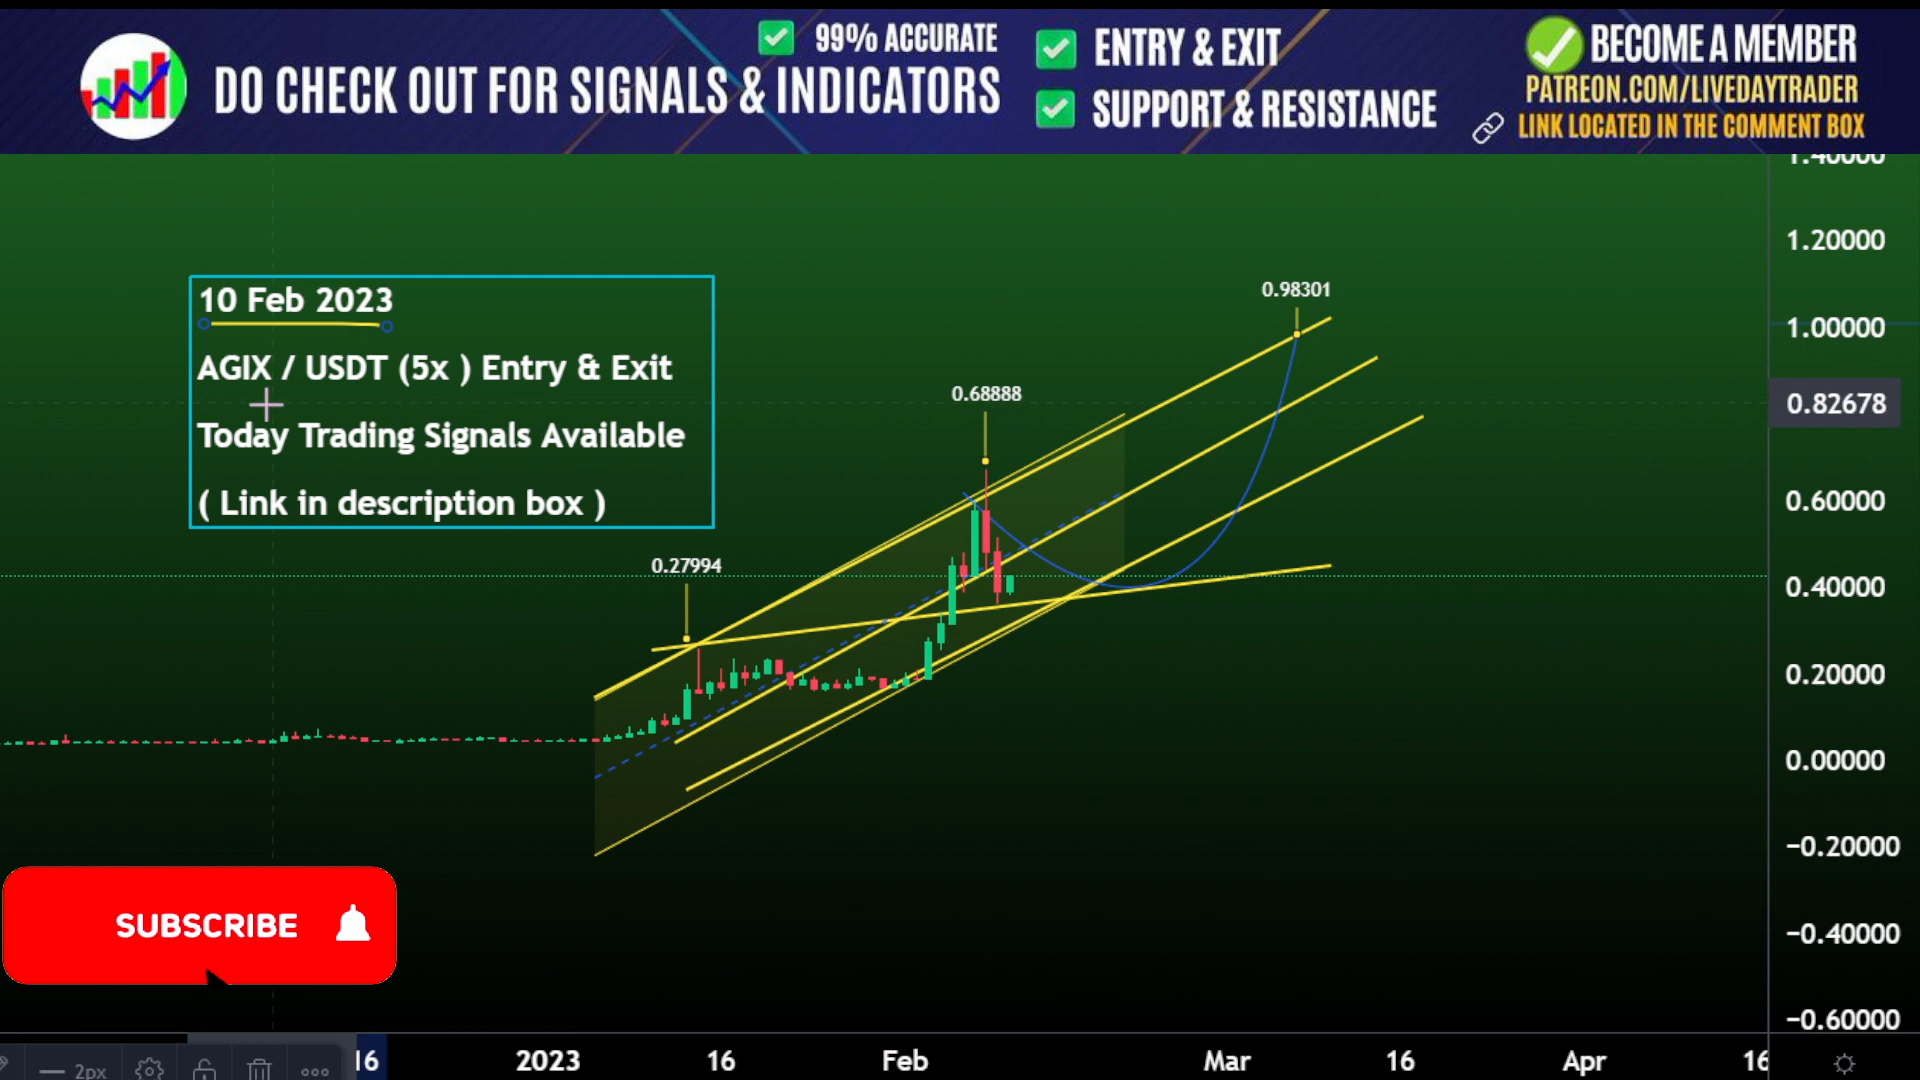 99% ACCURATE
DO CHECK OUT FOR SIGNALS & INDICATORS
ENTRY & EXIT
SUPPORT & RESISTANCE
BECOME A MEMBER
PATREON.COM/LIVEDAYTRADER
LINK LOCATED IN THE COMMENT BOX
10 Feb 2023
AGIX / USDT (5x ) Entry & Exit
Today Trading Signals Available
( Link in description box )
0.27994
0.68888
0.98301
1.40000
1.20000
1.00000
0.82678
0.60000
0.40000
0.20000
0.00000
−0.20000
−0.40000
−0.60000
SUBSCRIBE
2px
16 2023 16 Feb Mar 16 Apr 16